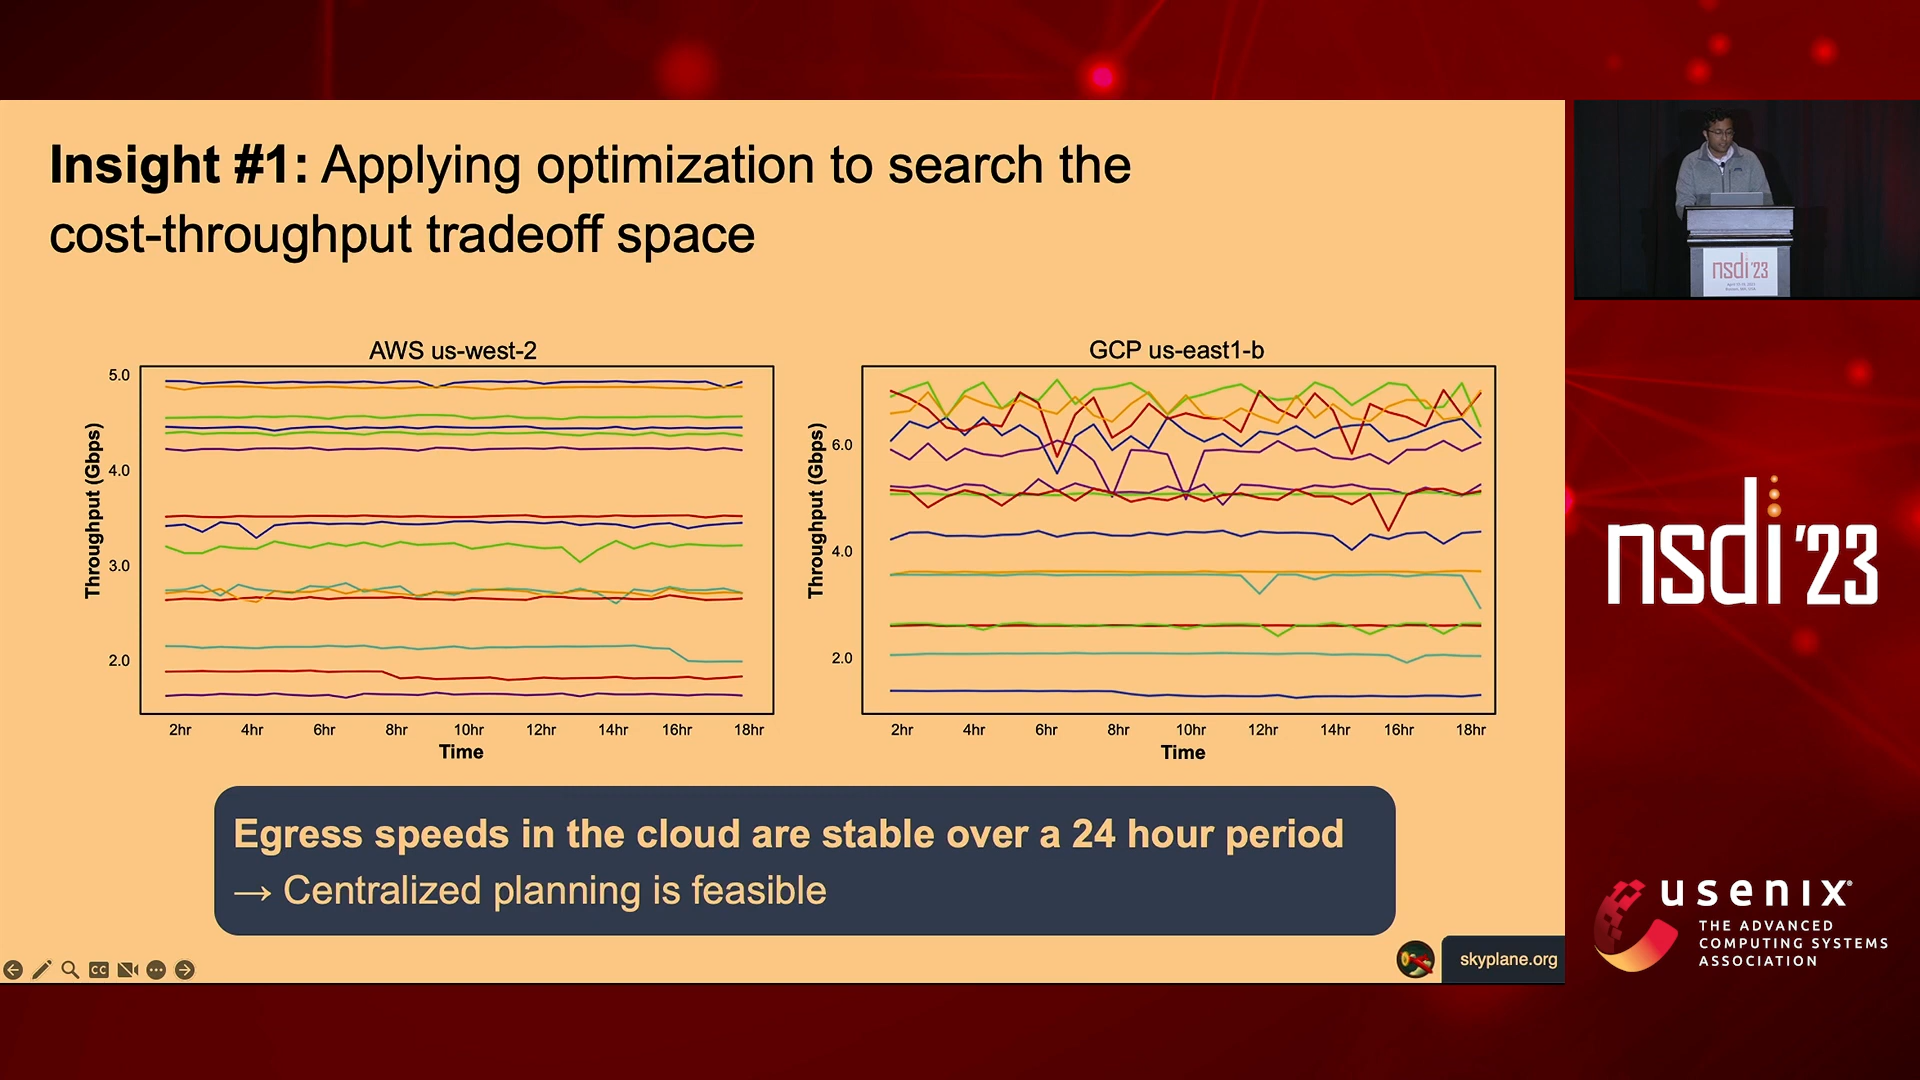 Insight #1: Applying optimization to search the
cost-throughput tradeoff space
AWS us-west-2
Throughput (Gbps)
5.0
4.0
3.0
2.0
2hr 4hr 6hr 8hr 10hr 12hr 14hr 16hr 18hr
Time
GCP us-east1-b
Throughput (Gbps)
6.0
4.0
2.0
2hr 4hr 6hr 8hr 10hr 12hr 14hr 16hr 18hr
Time
Egress speeds in the cloud are stable over a 24 hour period
→ Centralized planning is feasible
CC
skyplane.org
nsdi'23
nsdi '23
usenix®
THE ADVANCED
COMPUTING SYSTEMS
ASSOCIATION